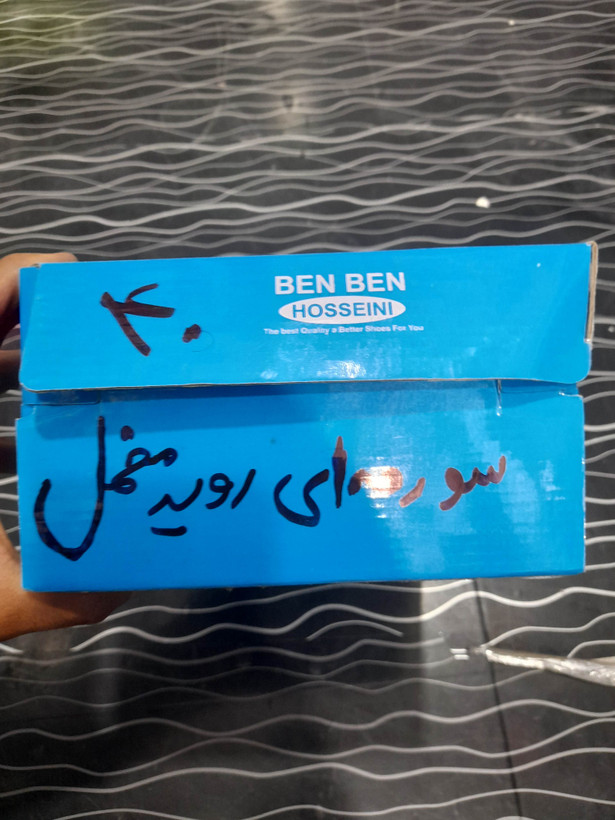 BEN BEN
HOSSEINI
The best Quality a Better Shoes For You
۴۰
سورمه‌ای روید مخمل